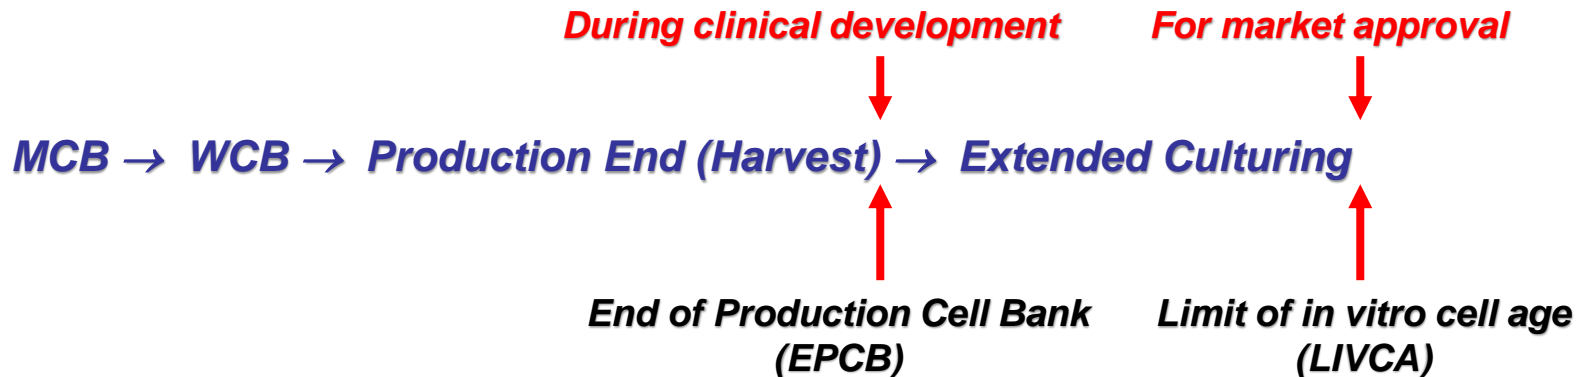 During clinical development For market approval
MCB → WCB → Production End (Harvest) → Extended Culturing
End of Production Cell Bank Limit of in vitro cell age
(EPCB) (LIVCA)